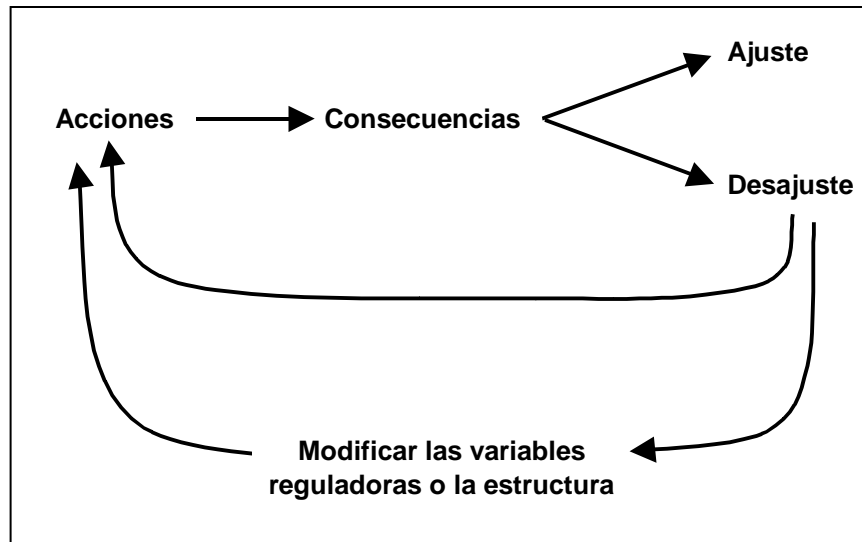 Ajuste
Acciones
Consecuencias
Desajuste
Modificar las variables
reguladoras o la estructura